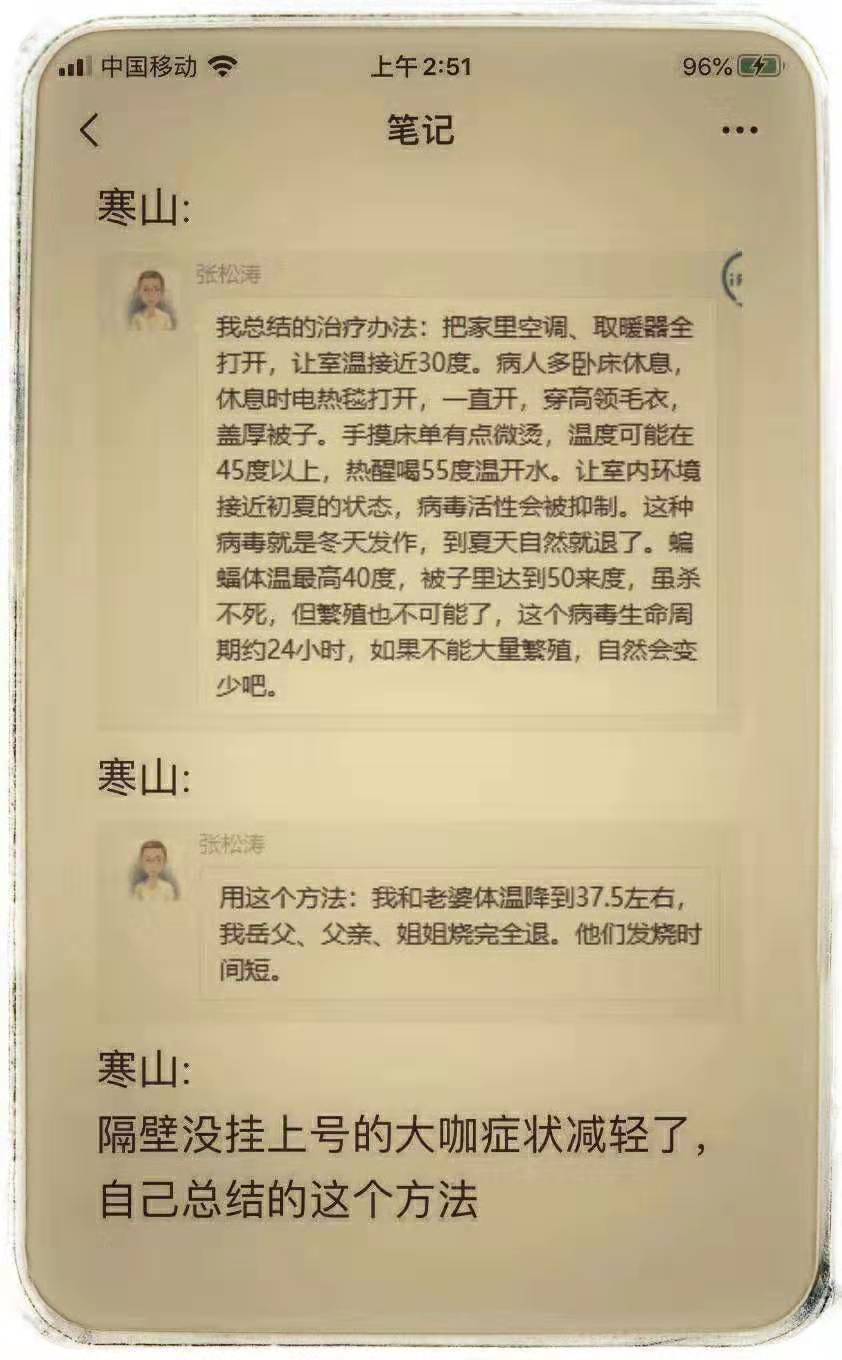 中国移动 上午2:51 96%
笔记
寒山:
张松涛
我总结的治疗办法：把家里空调、取暖器全
打开，让室温接近30度。病人多卧床休息，
休息时电热毯打开，一直开，穿高领毛衣，
盖厚被子。手摸床单有点微烫，温度可能在
45度以上，热醒喝55度温开水。让室内环境
接近初夏的状态，病毒活性会被抑制。这种
病毒就是冬天发作，到夏天自然就退了。蝙
蝠体温最高40度，被子里达到50来度，虽杀
不死，但繁殖也不可能了，这个病毒生命周
期约24小时，如果不能大量繁殖，自然会变
少吧。
寒山:
张松涛
用这个方法：我和老婆体温降到37.5左右，
我岳父、父亲、姐姐烧完全退。他们发烧时
间短。
寒山:
隔壁没挂上号的大咖症状减轻了，
自己总结的这个方法